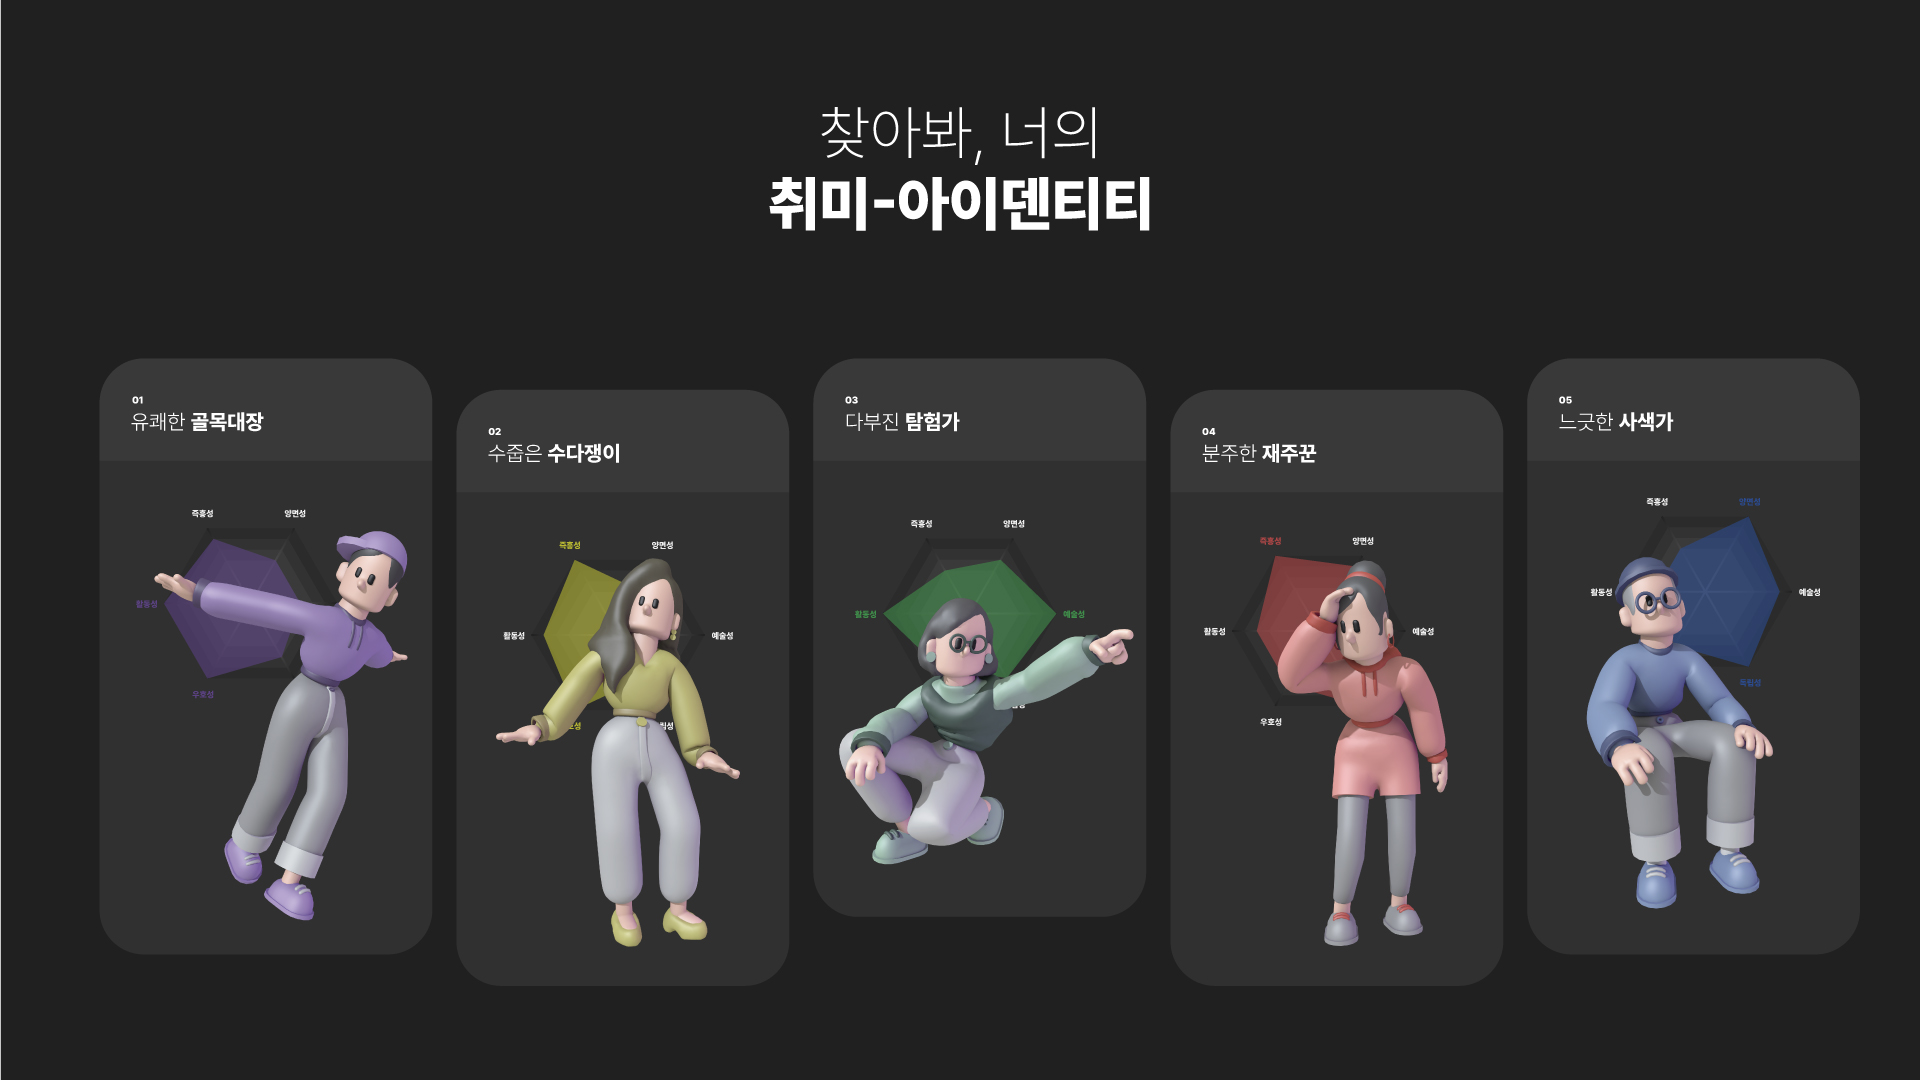 찾아봐, 너의
취미-아이덴티티
01
유쾌한 골목대장
즉흥성
양면성
활동성
우호성
02
수줍은 수다쟁이
즉흥성
양면성
활동성
예술성
03
다부진 탐험가
즉흥성
양면성
활동성
예술성
04
분주한 재주꾼
즉흥성
양면성
활동성
예술성
우호성
05
느긋한 사색가
즉흥성
양면성
활동성
예술성
독립성